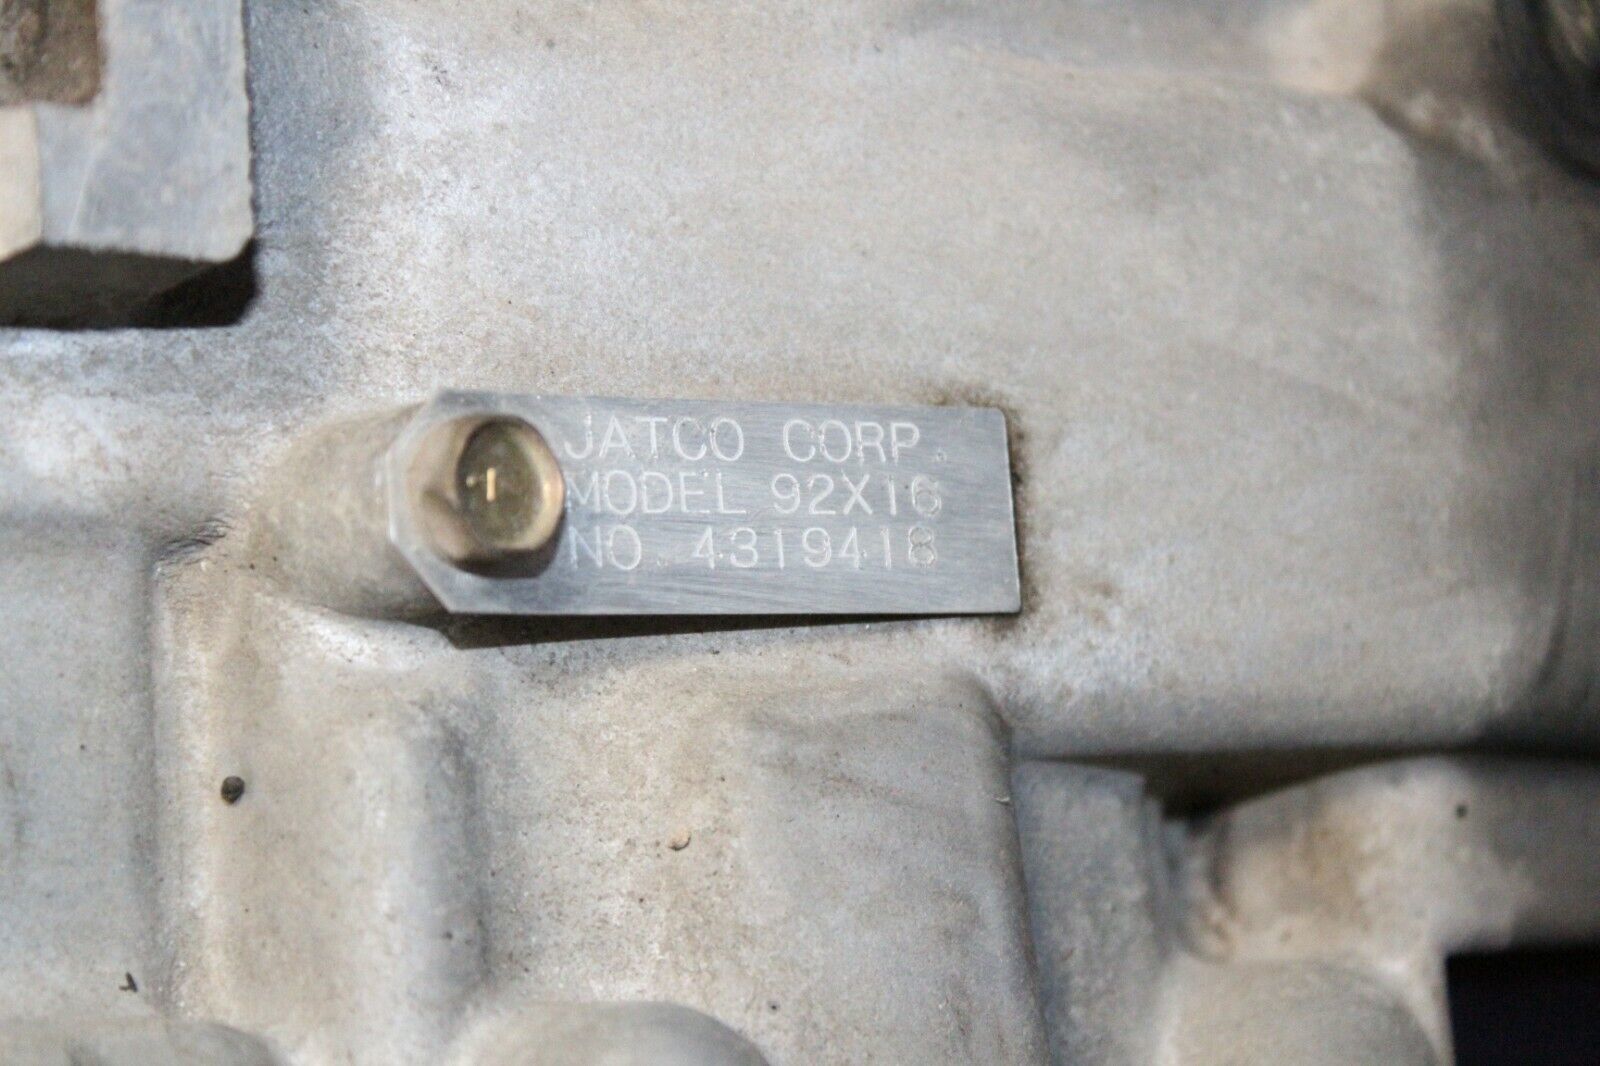 JATCO CORP.
MODEL 92X16
NO. 4319418